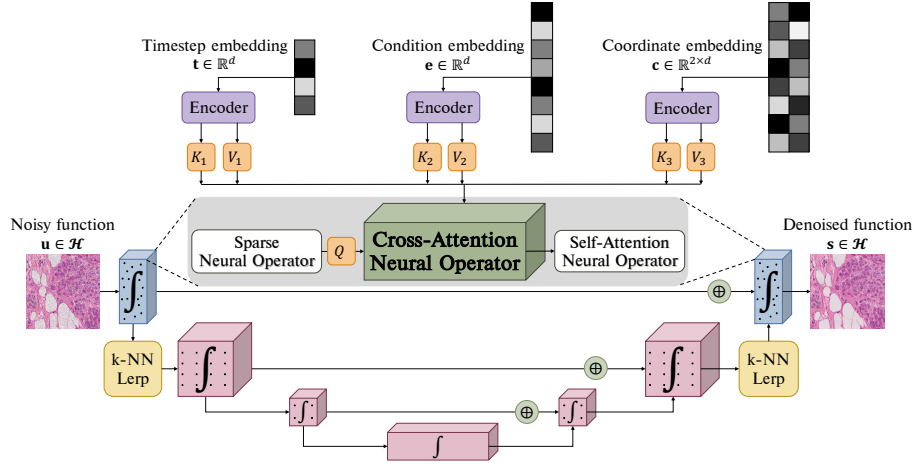 Timestep embedding
t ∈ ℝ^d
Condition embedding
e ∈ ℝ^d
Coordinate embedding
c ∈ ℝ^{2×d}
Encoder
Encoder
Encoder
K_1
V_1
K_2
V_2
K_3
V_3
Noisy function
u ∈ ℋ
Sparse
Neural Operator
Q
Cross-Attention
Neural Operator
Self-Attention
Neural Operator
Denoised function
s ∈ ℋ
∫
∫
⊕
k-NN
Lerp
∫
⊕
∫
k-NN
Lerp
∫
⊕
∫
∫